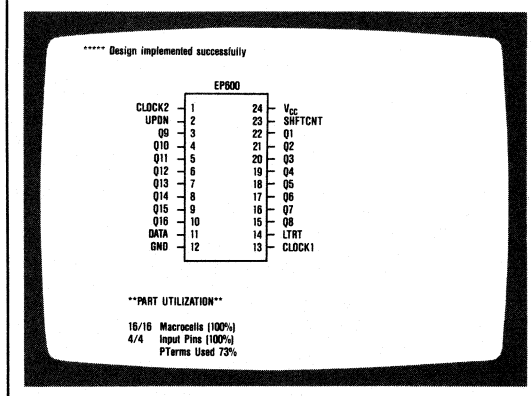 ***** Design implemented successfully
EP600
CLOCK2 1 24 VCC
UPDN 2 23 SHFTCNT
Q9 3 22 Q1
Q10 4 21 Q2
Q11 5 20 Q3
Q12 6 19 Q4
Q13 7 18 Q5
Q14 8 17 Q6
Q15 9 16 Q7
Q16 10 15 Q8
DATA 11 14 LTRT
GND 12 13 CLOCK1
**PART UTILIZATION**
16/16 Macrocells (100%)
4/4 Input Pins (100%)
PTerms Used 73%